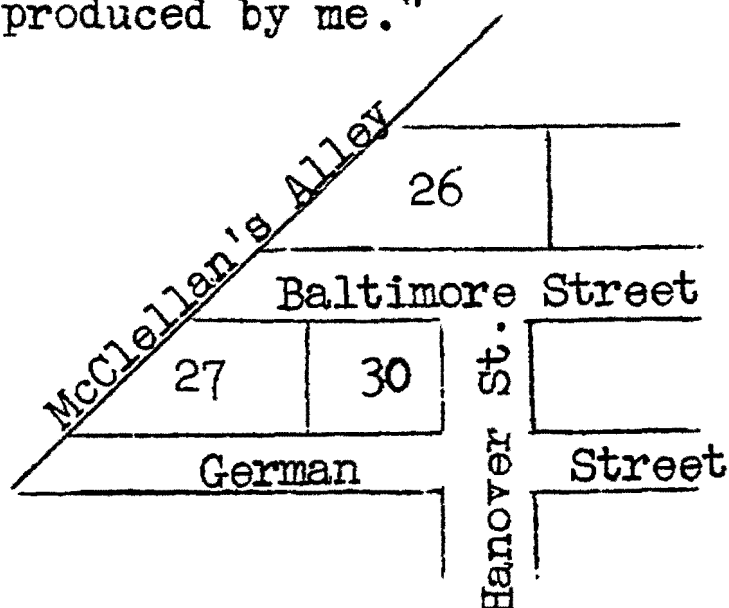 produced by me."
McClellan's Alley
26
Baltimore Street
27
30
Hanover St.
German Street